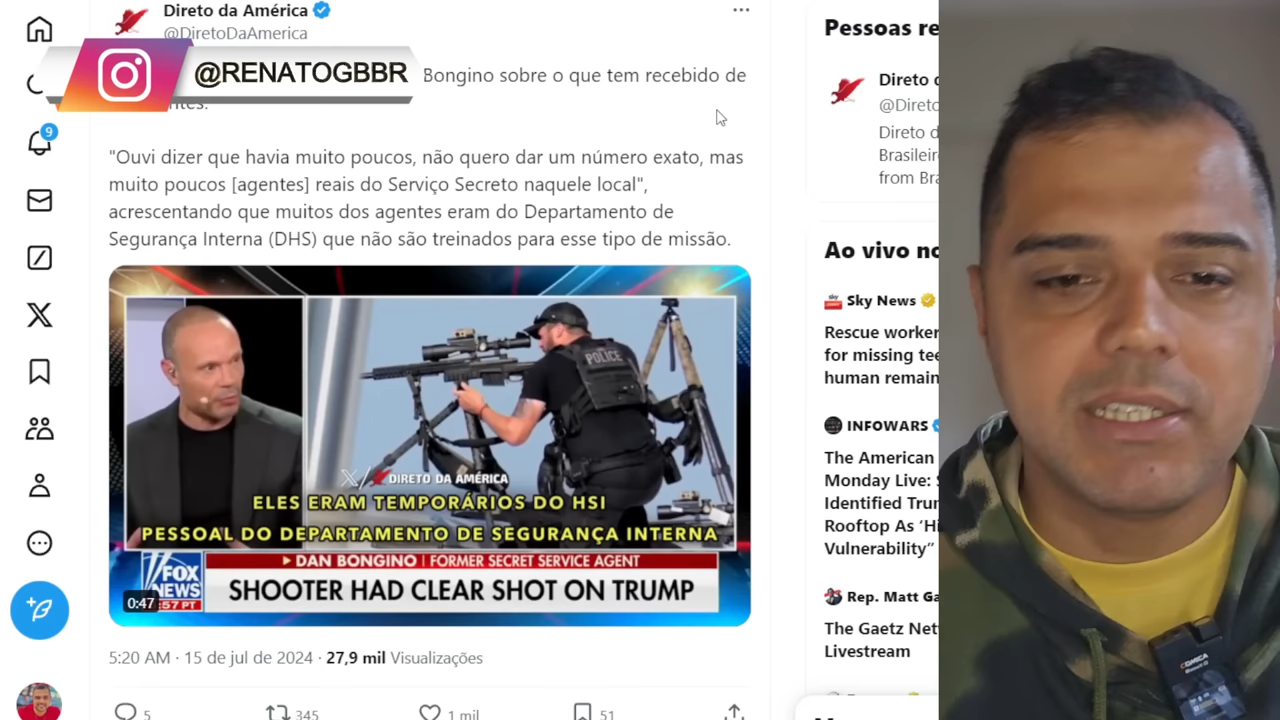 Direto da América
@DiretoDaAmerica
@RENATOGBBR
Bongino sobre o que tem recebido de
"Ouvi dizer que havia muito poucos, não quero dar um número exato, mas
muito poucos [agentes] reais do Serviço Secreto naquele local",
acrescentando que muitos dos agentes eram do Departamento de
Segurança Interna (DHS) que não são treinados para esse tipo de missão.
POLICE
DIRETO DA AMÉRICA
ELES ERAM TEMPORÁRIOS DO HSI
PESSOAL DO DEPARTAMENTO DE SEGURANÇA INTERNA
DAN BONGINO | FORMER SECRET SERVICE AGENT
FOX
NEWS
SHOOTER HAD CLEAR SHOT ON TRUMP
0:47
:57 PT
5:20 AM · 15 de jul de 2024 · 27,9 mil Visualizações
5
345
1 mil
51
9
Pessoas re
Direto d
@Direto
Direto d
Brasileir
from Bra
Ao vivo no
sky
Sky News
Rescue worker
for missing tee
human remain
INFOWARS
The American
Monday Live: S
Identified Trum
Rooftop As 'Hi
Vulnerability"
Rep. Matt Ga
The Gaetz Net
Livestream
COMICA